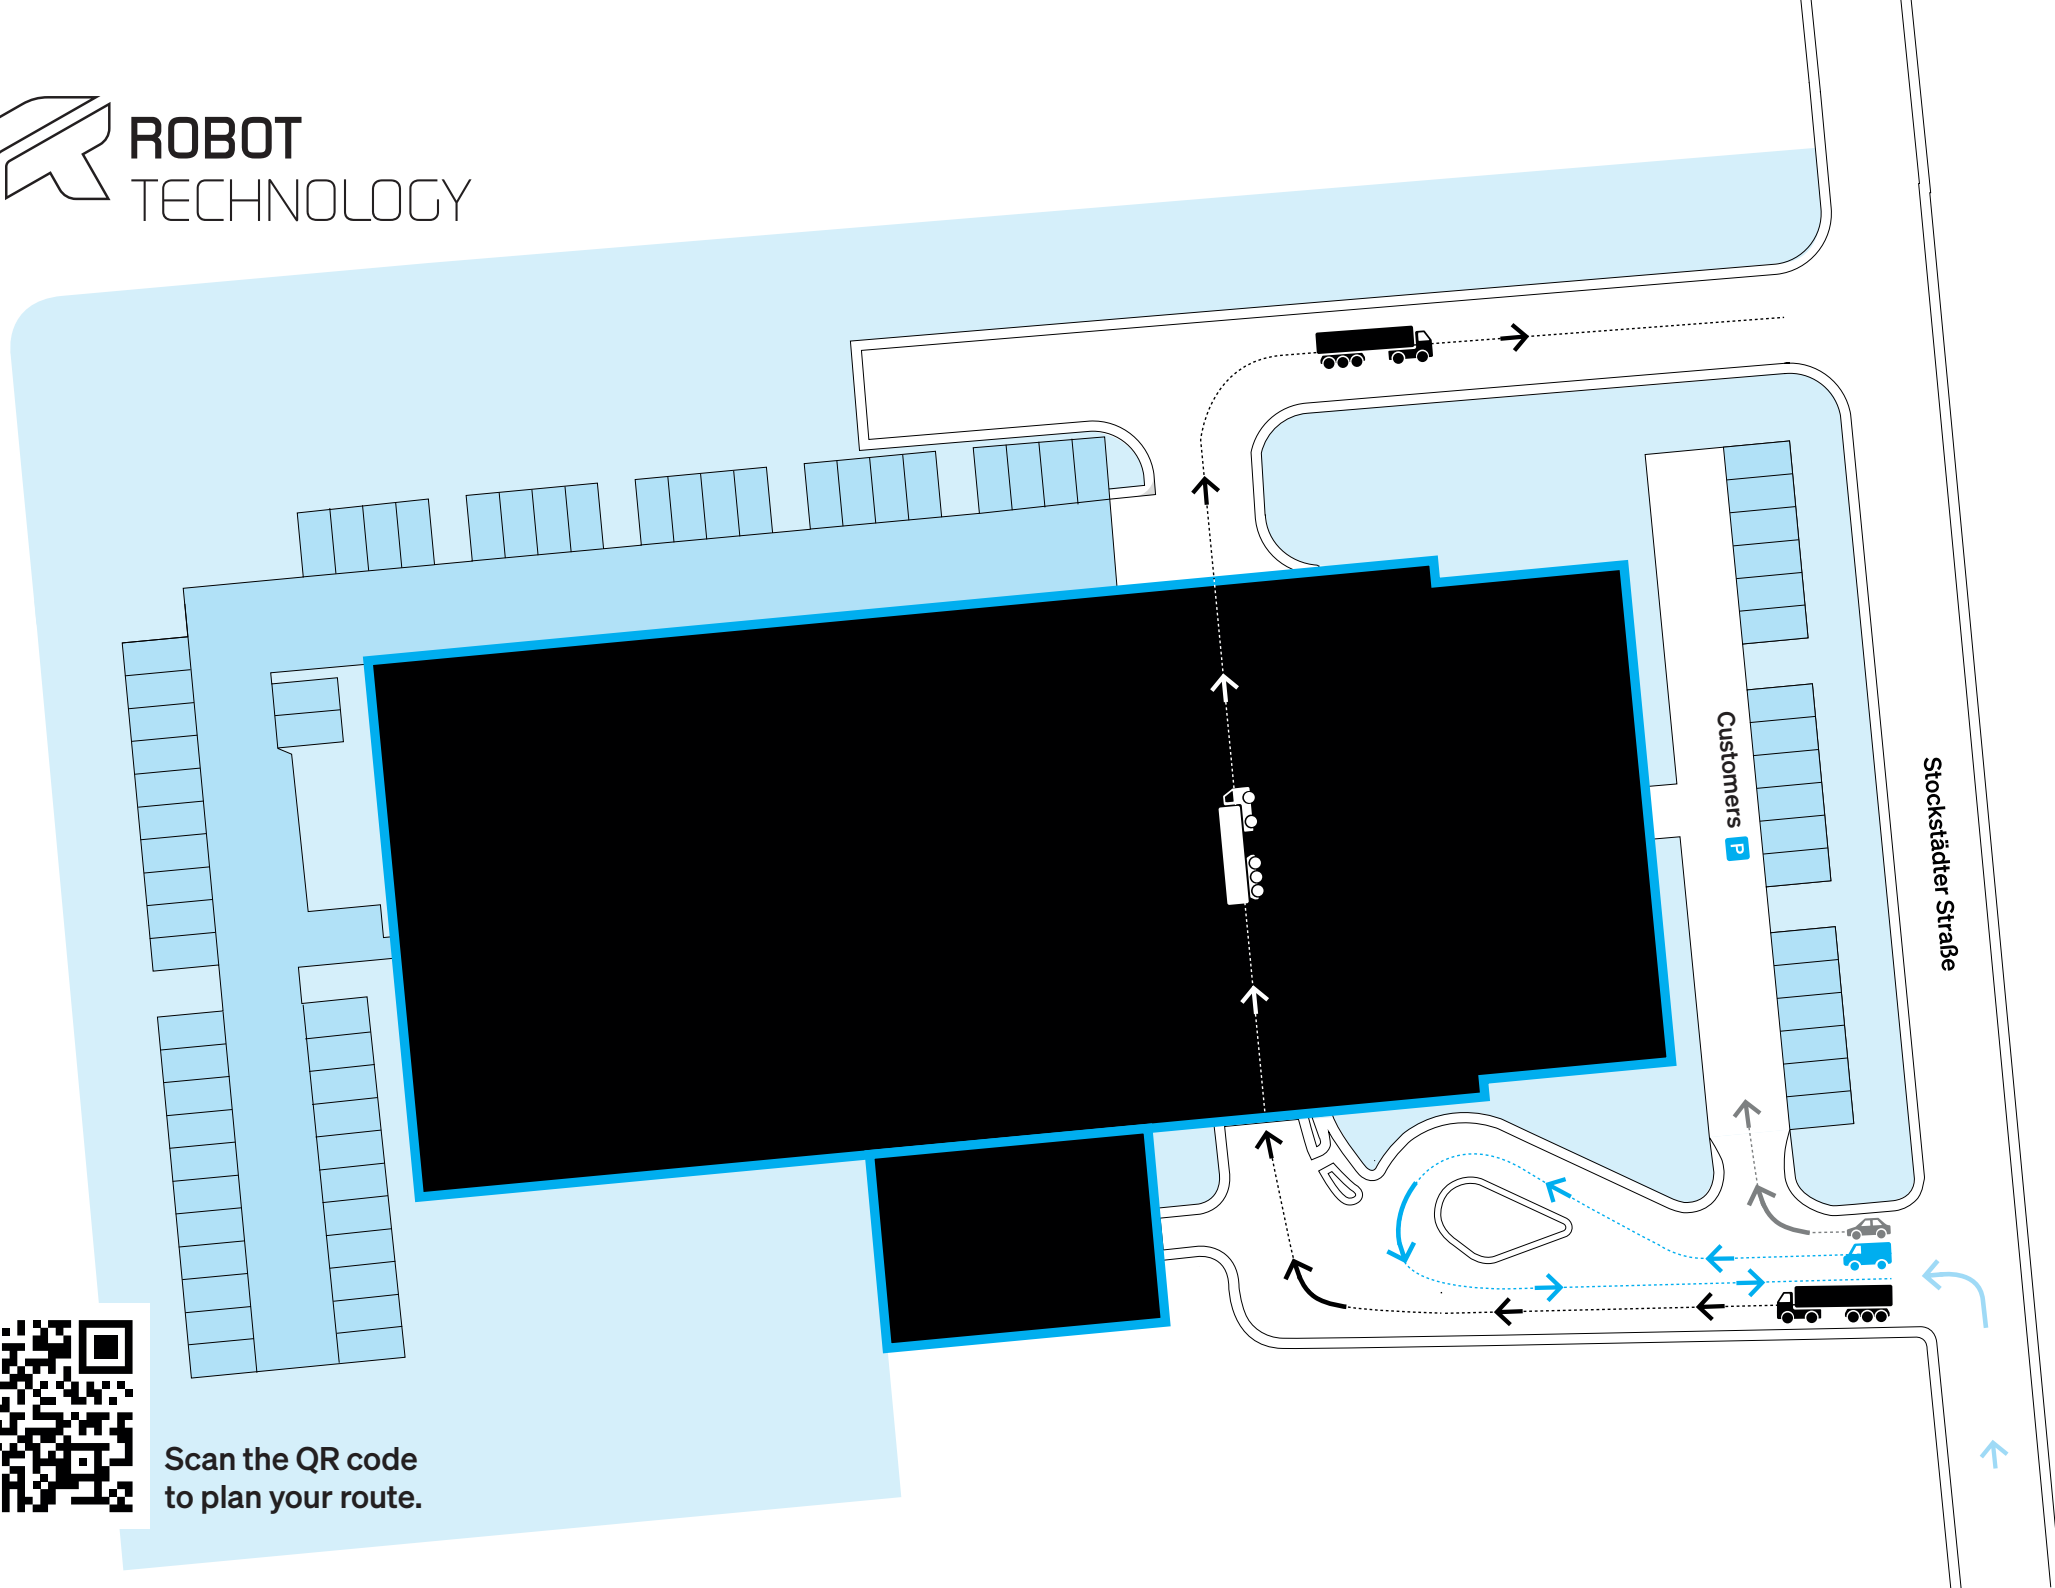 ROBOT
TECHNOLOGY
Customers P
Stockstädter Straße
Scan the QR code
to plan your route.